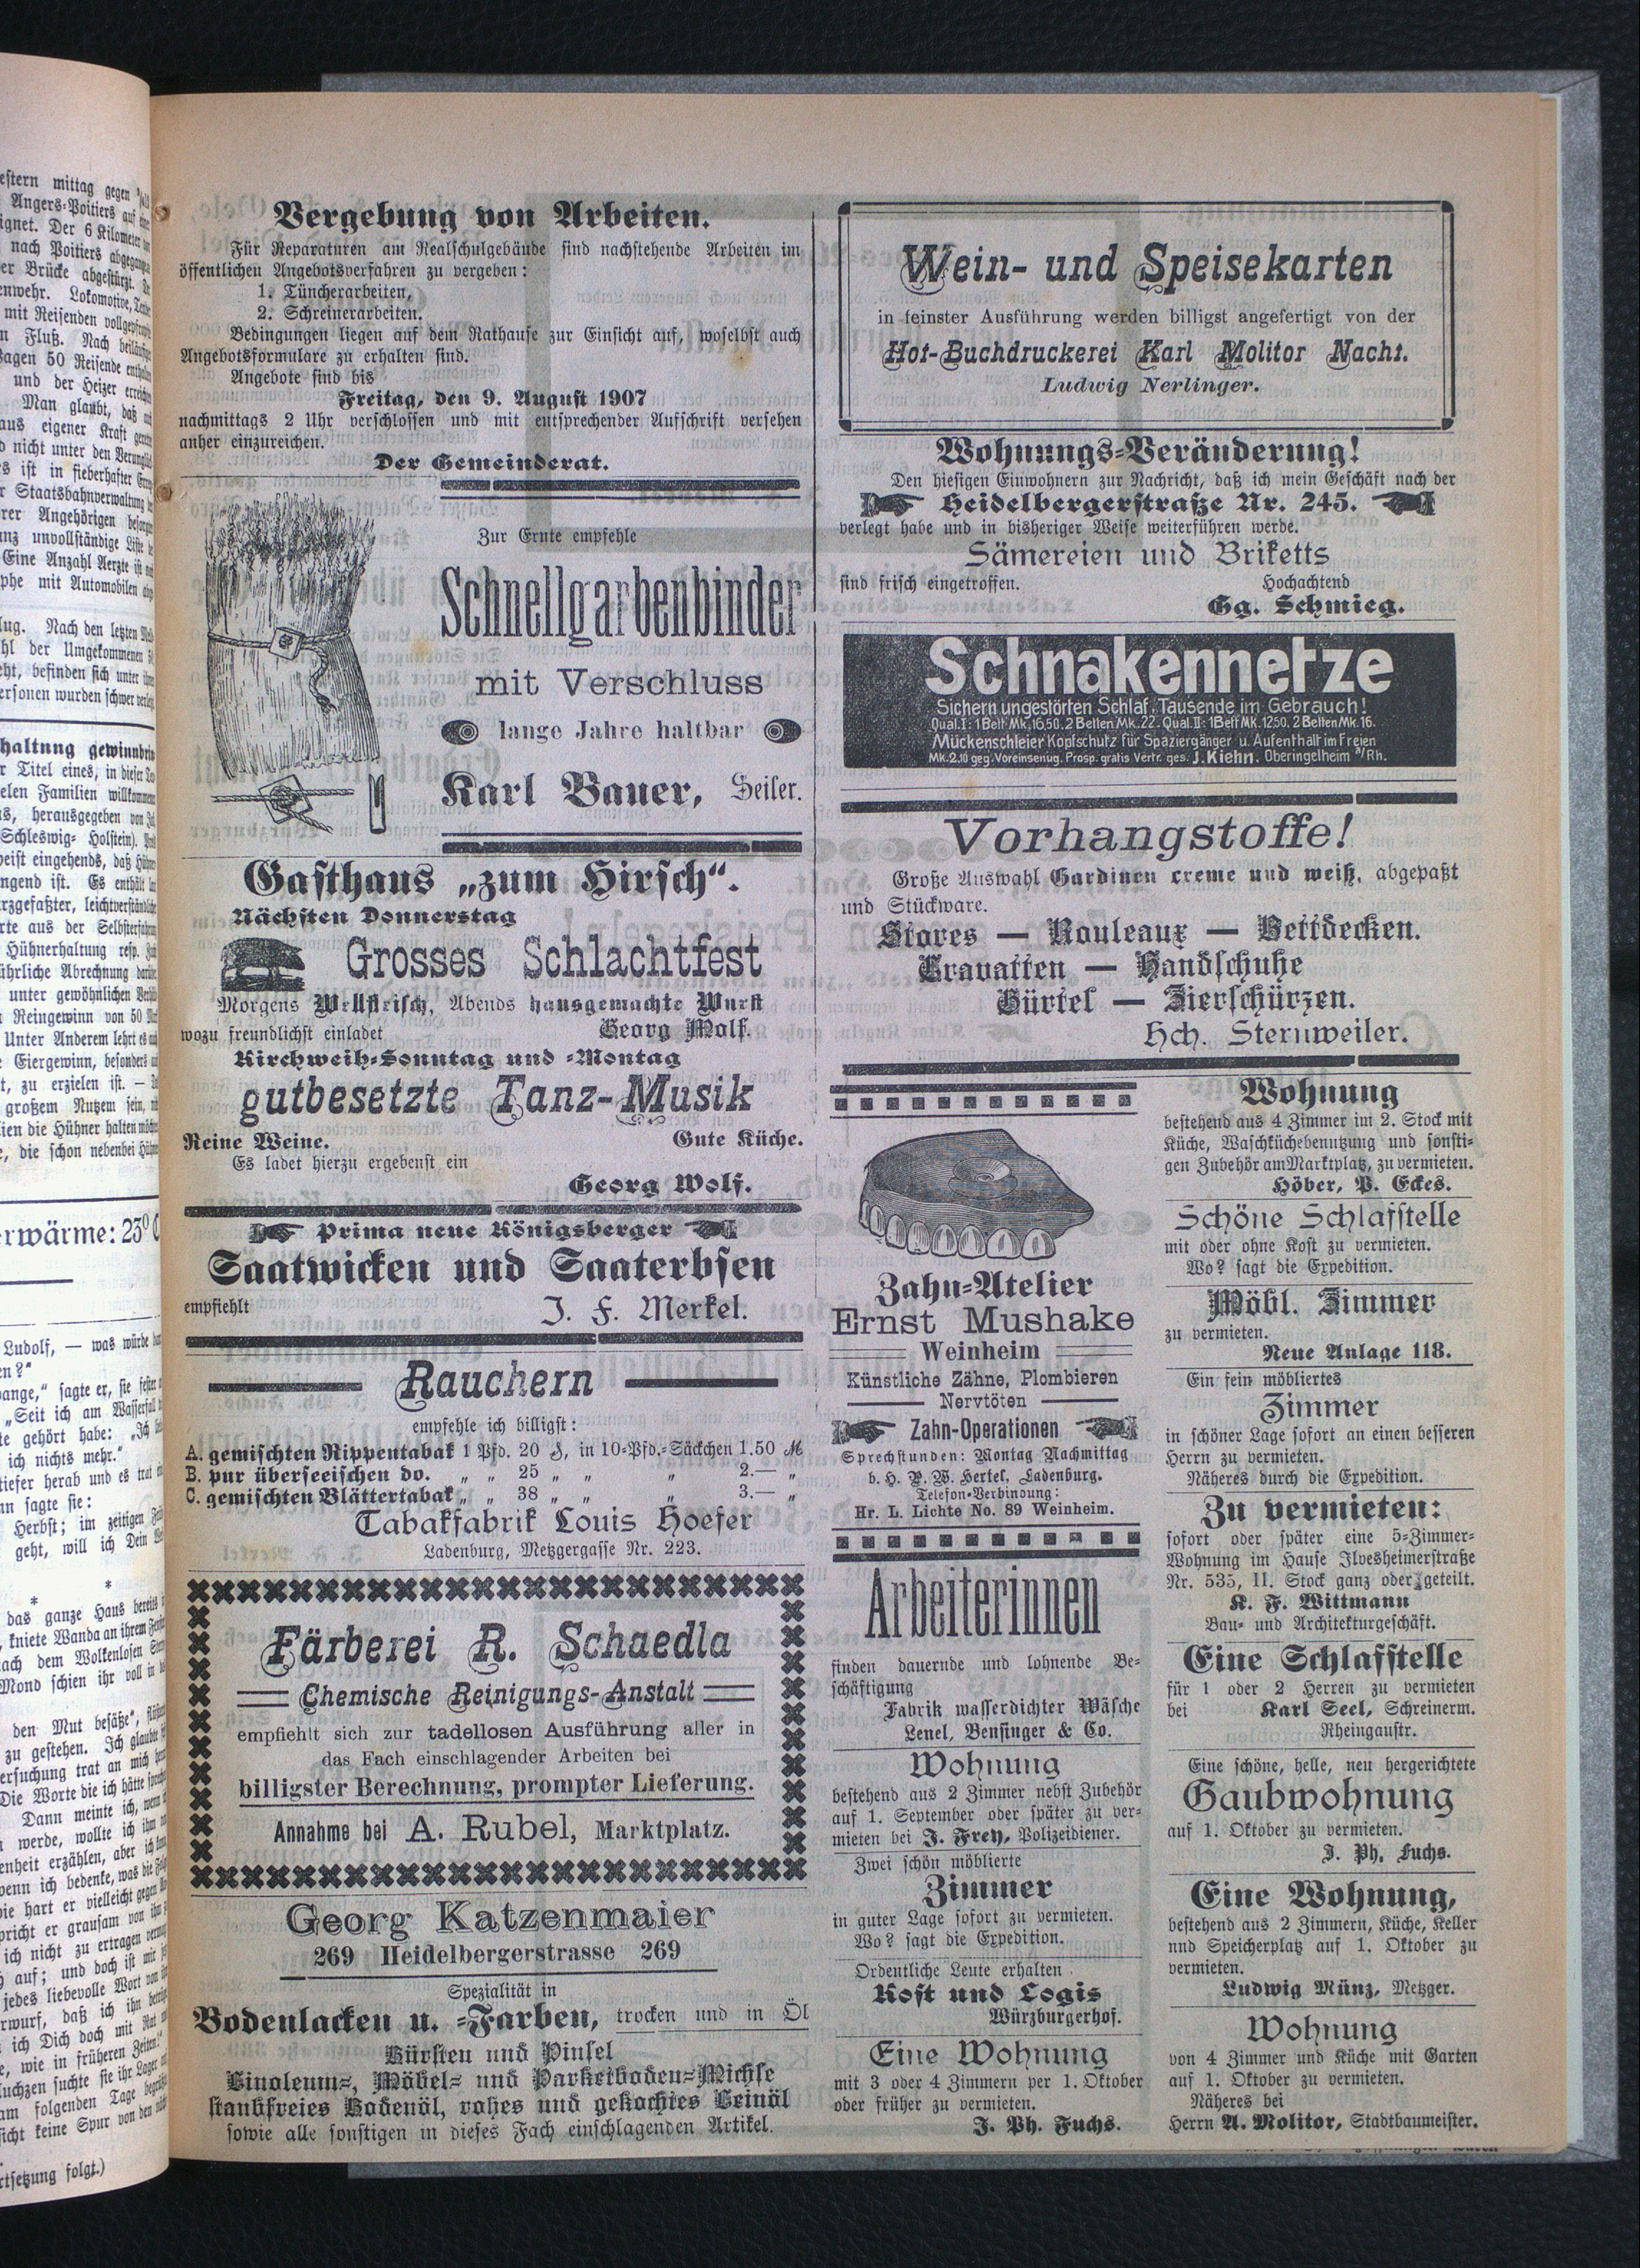 Vergebung von Arbeiten.
Für Reparaturen am Realschulgebäude sind nachstehende Arbeiten im
öffentlichen Angebotsverfahren zu vergeben:
1. Tüncherarbeiten,
2. Schreinerarbeiten.
Bedingungen liegen auf dem Rathause zur Einsicht auf, woselbst auch
Angebotsformulare zu erhalten sind.
Angebote sind bis
Freitag, den 9. August 1907
nachmittags 2 Uhr verschlossen und mit entsprechender Aufschrift versehen
anher einzureichen.
Der Gemeinderat.
Zur Ernte empfehle
Schnellgarbenbinder
mit Verschluss
lange Jahre haltbar
Karl Bauer, Seiler.
Gasthaus „zum Hirsch“.
Nächsten Donnerstag
Grosses Schlachtfest
Morgens Wellfleisch, Abends hausgemachte Wurst
wozu freundlichst einladet Georg Wolf.
Kirchweih-Sonntag und -Montag
gutbesetzte Tanz-Musik
Reine Weine. Gute Küche.
Es ladet hierzu ergebenst ein
Georg Wolf.
Prima neue Königsberger
Saatwicken und Saaterbsen
empfiehlt J. F. Merkel.
Rauchern
empfehle ich billigst:
A. gemischten Rippentabak 1 Pfd. 20 ₰, in 10-Pfd.-Säckchen 1.50 ℳ
B. pur überseeischen do. „ „ 25 „ „ „ 2.— „
C. gemischten Blättertabak „ „ 38 „ „ „ 3.— „
Tabakfabrik Louis Hoefer
Ladenburg, Metzgergasse Nr. 223.
Färberei R. Schaedla
Chemische Reinigungs-Anstalt
empfiehlt sich zur tadellosen Ausführung aller in
das Fach einschlagender Arbeiten bei
billigster Berechnung, prompter Lieferung.
Annahme bei A. Rubel, Marktplatz.
Georg Katzenmaier
269 Heidelbergerstrasse 269
Spezialität in
Bodenlacken u. -Farben, trocken und in Öl
Bürsten und Pinsel
Linoleum-, Möbel- und Parketboden-Wichse
staubfreies Bodenöl, rohes und gekochtes Leinöl
sowie alle sonstigen in dieses Fach einschlagenden Artikel.
Wein- und Speisekarten
in feinster Ausführung werden billigst angefertigt von der
Hof-Buchdruckerei Karl Molitor Nachf.
Ludwig Nerlinger.
Wohnungs-Veränderung!
Den hiesigen Einwohnern zur Nachricht, daß ich mein Geschäft nach der
Heidelbergerstraße Nr. 245.
verlegt habe und in bisheriger Weise weiterführen werde.
Sämereien und Briketts
sind frisch eingetroffen. Hochachtend
Gg. Schmieg.
Schnakennetze
Sichern ungestörten Schlaf. Tausende im Gebrauch!
Qual. I: 1 Bett Mk. 16.50, 2 Betten Mk. 22.- Qual. II: 1 Bett Mk. 12.50, 2 Betten Mk. 16.
Mückenschleier Kopfschutz für Spaziergänger u. Aufenthalt im Freien
Mk. 2.10 geg. Voreinsenug. Prosp. gratis Vertr. ges. J. Kiehn, Oberingelheim a/Rh.
Vorhangstoffe!
Große Auswahl Gardinen creme und weiß, abgepaßt
und Stückware.
Stores — Rouleaux — Bettdecken.
Cravatten — Handschuhe
Gürtel — Zierschürzen.
Hch. Sternweiler.
Zahn-Atelier
Ernst Mushake
Weinheim
Künstliche Zähne, Plombieren
Nervtöten
Zahn-Operationen
Sprechstunden: Montag Nachmittag
b. H. P. W. Hertel, Ladenburg.
Telefon-Verbindung:
Hr. L. Lichte No. 89 Weinheim.
Arbeiterinnen
finden dauernde und lohnende Be-
schäftigung
Fabrik wasserdichter Wäsche
Lenel, Bensinger & Co.
Wohnung
bestehend aus 2 Zimmer nebst Zubehör
auf 1. September oder später zu ver-
mieten bei J. Frey, Polizeidiener.
Zwei schön möblierte
Zimmer
in guter Lage sofort zu vermieten.
Wo? sagt die Expedition.
Ordentliche Leute erhalten
Kost und Logis
Würzburgerhof.
Eine Wohnung
mit 3 oder 4 Zimmern per 1. Oktober
oder früher zu vermieten.
J. Ph. Fuchs.
Wohnung
bestehend aus 4 Zimmer im 2. Stock mit
Küche, Waschküchebenutzung und sonsti-
gen Zubehör am Marktplatz, zu vermieten.
Höber, P. Eckes.
Schöne Schlafstelle
mit oder ohne Kost zu vermieten.
Wo? sagt die Expedition.
Möbl. Zimmer
zu vermieten.
Neue Anlage 118.
Ein fein möbliertes
Zimmer
in schöner Lage sofort an einen besseren
Herrn zu vermieten.
Näheres durch die Expedition.
Zu vermieten:
sofort oder später eine 5-Zimmer-
Wohnung im Hause Ilvesheimerstraße
Nr. 535, II. Stock ganz oder geteilt.
K. F. Wittmann
Bau- und Architekturgeschäft.
Eine Schlafstelle
für 1 oder 2 Herren zu vermieten
bei Karl Seel, Schreinerm.
Rheingaustr.
Eine schöne, helle, neu hergerichtete
Gaubwohnung
auf 1. Oktober zu vermieten.
J. Ph. Fuchs.
Eine Wohnung,
bestehend aus 2 Zimmern, Küche, Keller
nnd Speicherplatz auf 1. Oktober zu
vermieten.
Ludwig Münz, Metzger.
Wohnung
von 4 Zimmer und Küche mit Garten
auf 1. Oktober zu vermieten.
Näheres bei
Herrn A. Molitor, Stadtbaumeister.